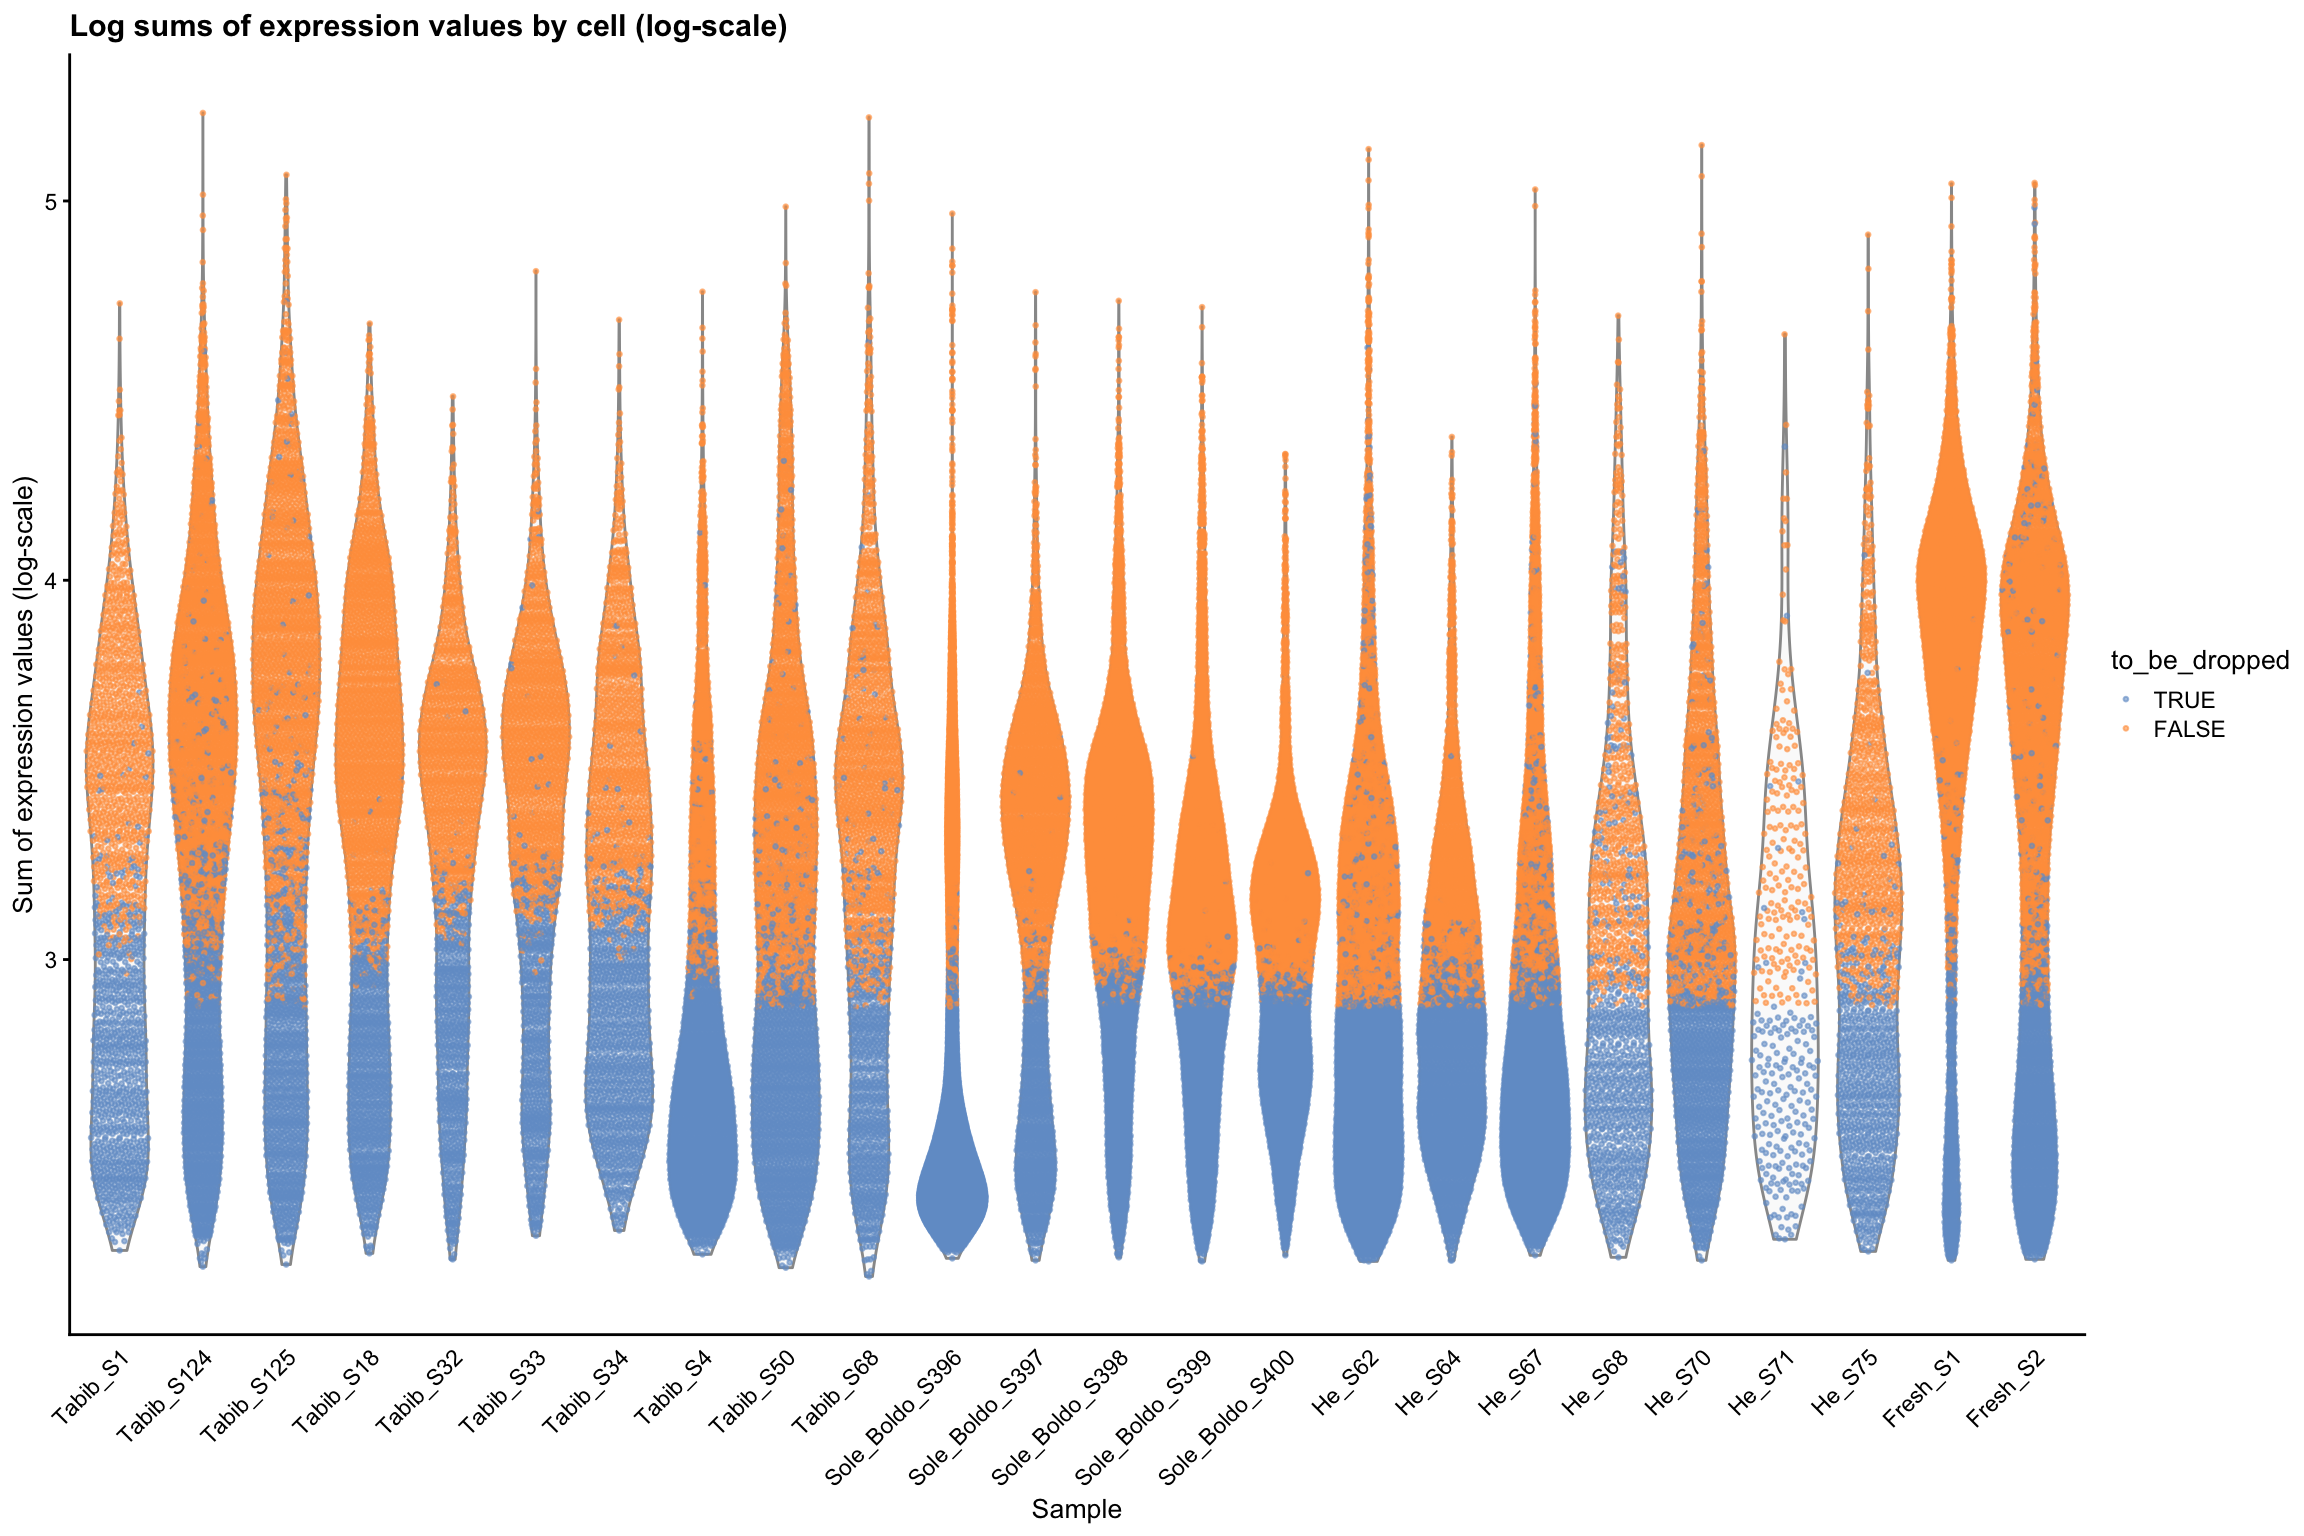 Log sums of expression values by cell (log-scale)
Sum of expression values (log-scale)
5
4
3
Tabib_S1
Tabib_S124
Tabib_S125
Tabib_S18
Tabib_S32
Tabib_S33
Tabib_S34
Tabib_S4
Tabib_S50
Tabib_S68
Sole_Boldo_S396
Sole_Boldo_S397
Sole_Boldo_S398
Sole_Boldo_S399
Sole_Boldo_S400
He_S62
He_S64
He_S67
He_S68
He_S70
He_S71
He_S75
Fresh_S1
Fresh_S2
Sample
to_be_dropped
TRUE
FALSE